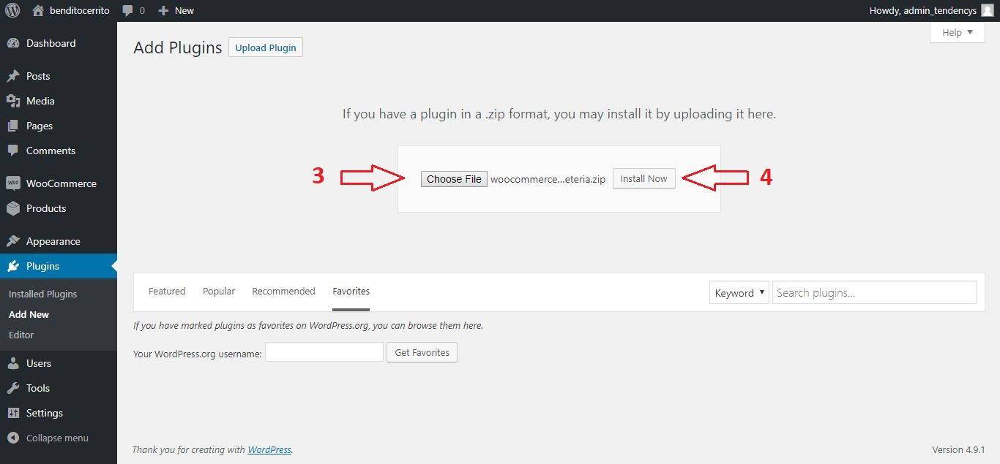 benditocerrito
0
New
Howdy, admin_tendencys
Dashboard
Posts
Media
Pages
Comments
WOO
WooCommerce
Products
Appearance
Plugins
Installed Plugins
Add New
Editor
Users
Tools
Settings
Collapse menu
Help ▼
Add Plugins
Upload Plugin
If you have a plugin in a .zip format, you may install it by uploading it here.
3
Choose File woocommerce...eteria.zip
Install Now
4
Featured Popular Recommended Favorites
Keyword ▼
Search plugins...
If you have marked plugins as favorites on WordPress.org, you can browse them here.
Your WordPress.org username:
Get Favorites
Thank you for creating with WordPress.
Version 4.9.1